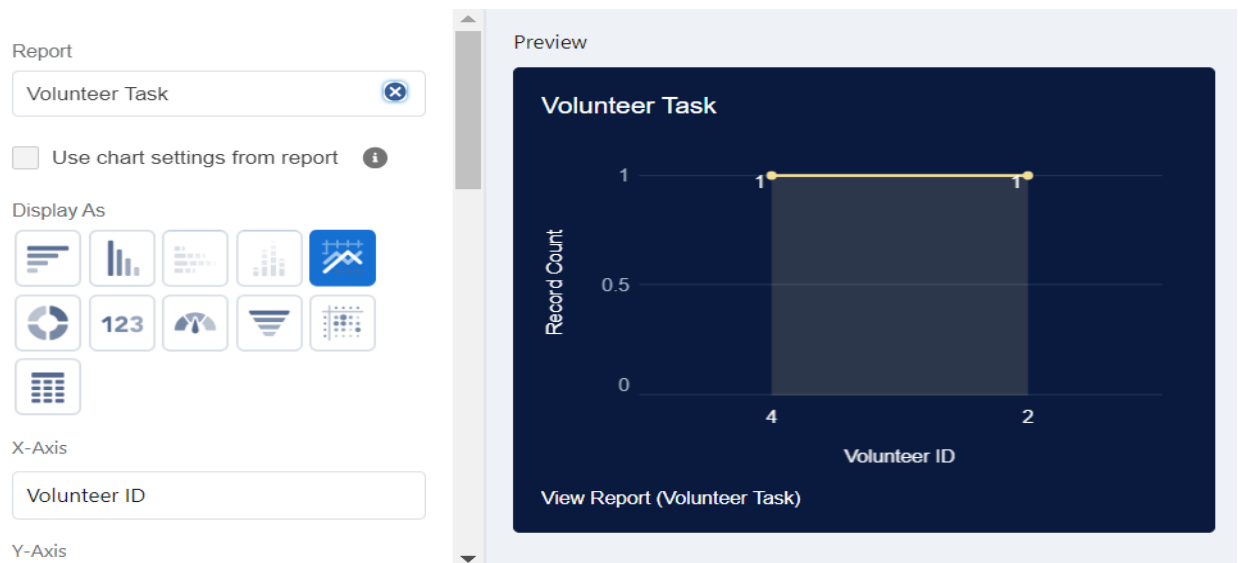 Report
Volunteer Task
Use chart settings from report
Display As
123
X-Axis
Volunteer ID
Y-Axis
Preview
Volunteer Task
1
1 1
Record Count
0.5
0
4 2
Volunteer ID
View Report (Volunteer Task)